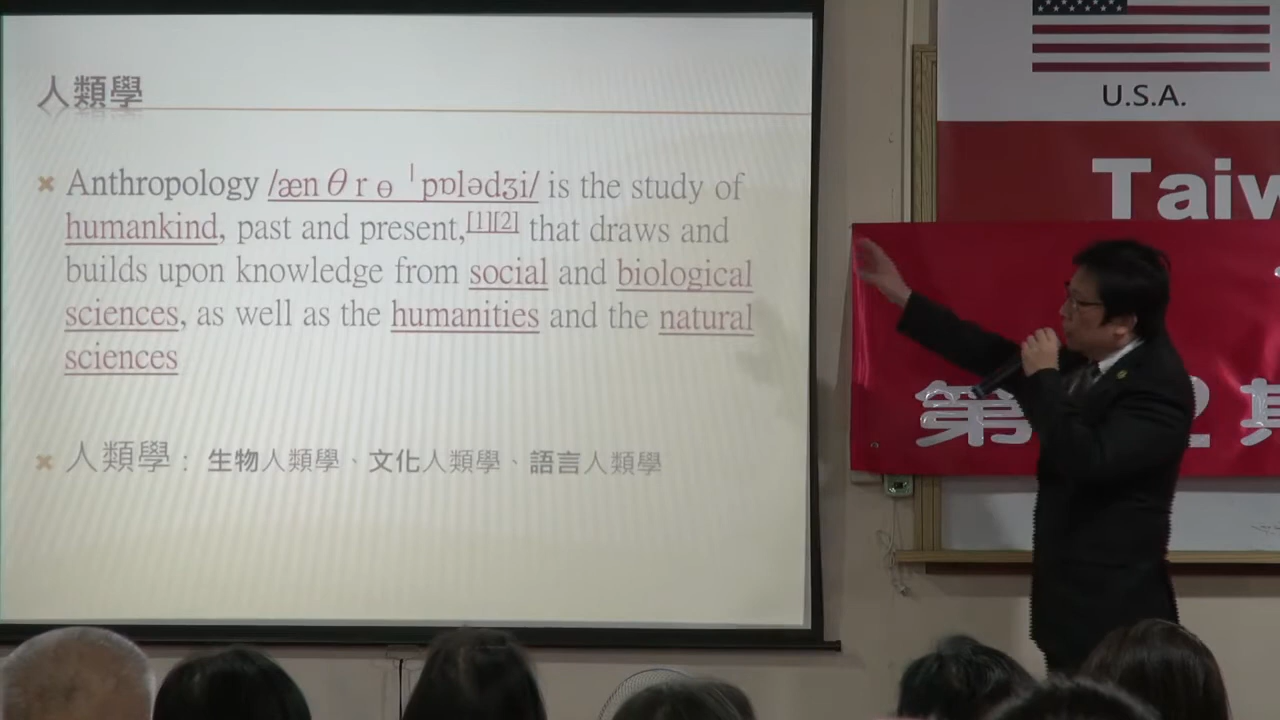 人類學
Anthropology /æn θ r ɵ ˈpɒlədʒi/ is the study of
humankind, past and present,[1][2] that draws and
builds upon knowledge from social and biological
sciences, as well as the humanities and the natural
sciences
人類學：生物人類學、文化人類學、語言人類學
U.S.A.
Taiw
第 2 期